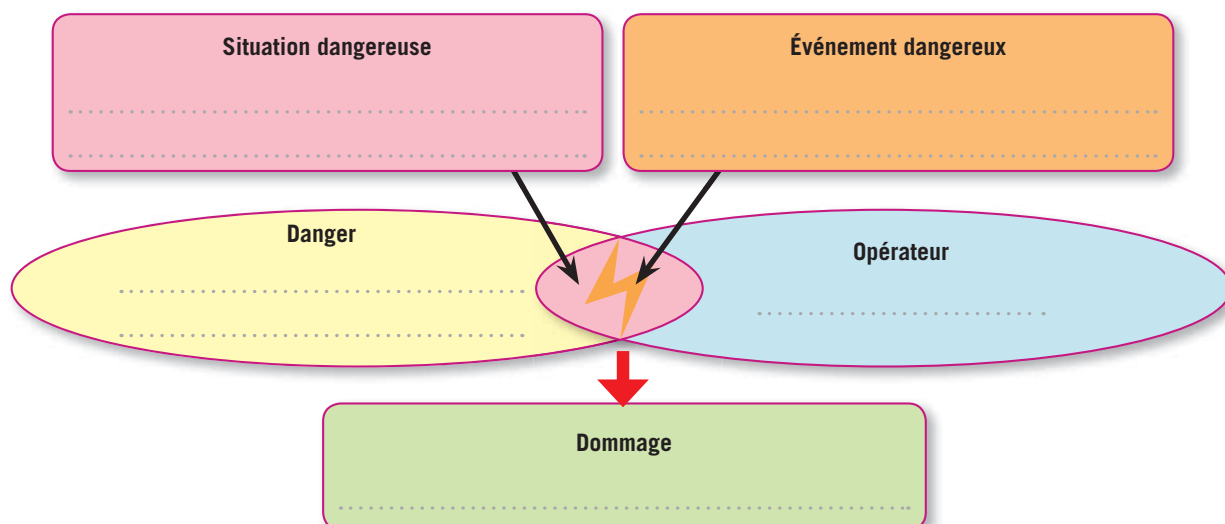 Situation dangereuse
Événement dangereux
Danger
Opérateur
Dommage